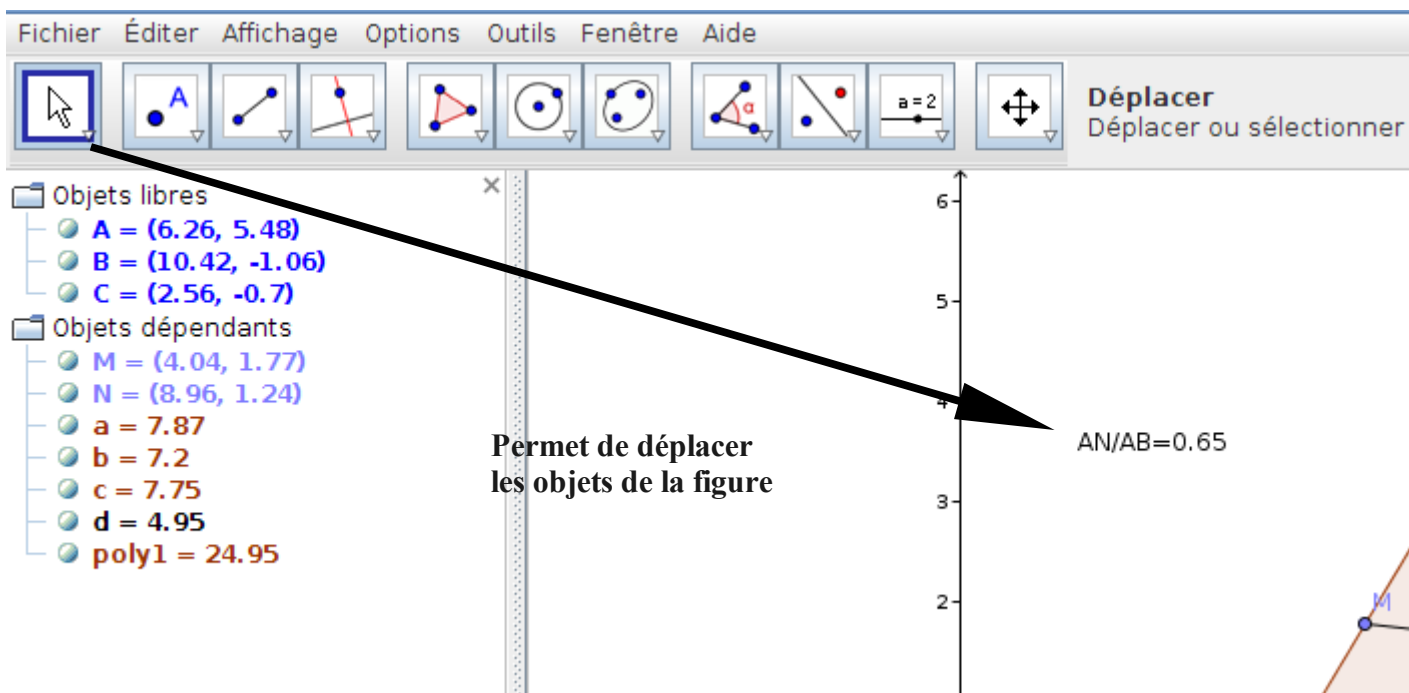 Fichier Éditer Affichage Options Outils Fenêtre Aide
A
α
a = 2
Déplacer
Déplacer ou sélectionner
Objets libres
A = (6.26, 5.48)
B = (10.42, -1.06)
C = (2.56, -0.7)
Objets dépendants
M = (4.04, 1.77)
N = (8.96, 1.24)
a = 7.87
b = 7.2
c = 7.75
d = 4.95
poly1 = 24.95
6
5
4
3
2
Permet de déplacer
les objets de la figure
AN/AB=0.65
M